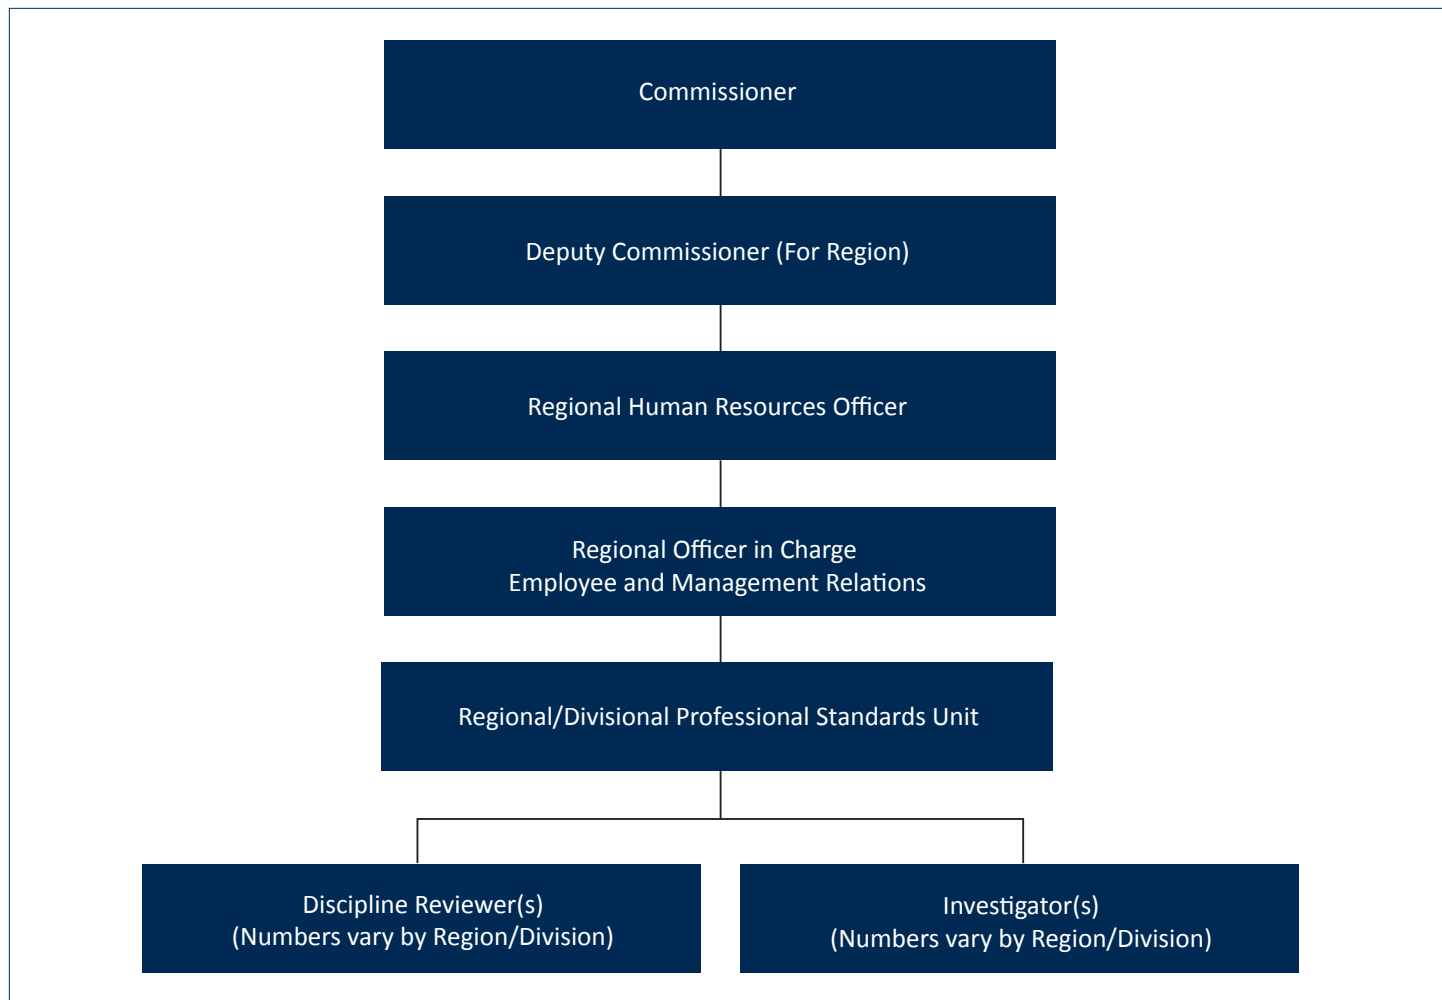 Commissioner
Deputy Commissioner (For Region)
Regional Human Resources Officer
Regional Officer in Charge
Employee and Management Relations
Regional/Divisional Professional Standards Unit
Discipline Reviewer(s)
(Numbers vary by Region/Division)
Investigator(s)
(Numbers vary by Region/Division)